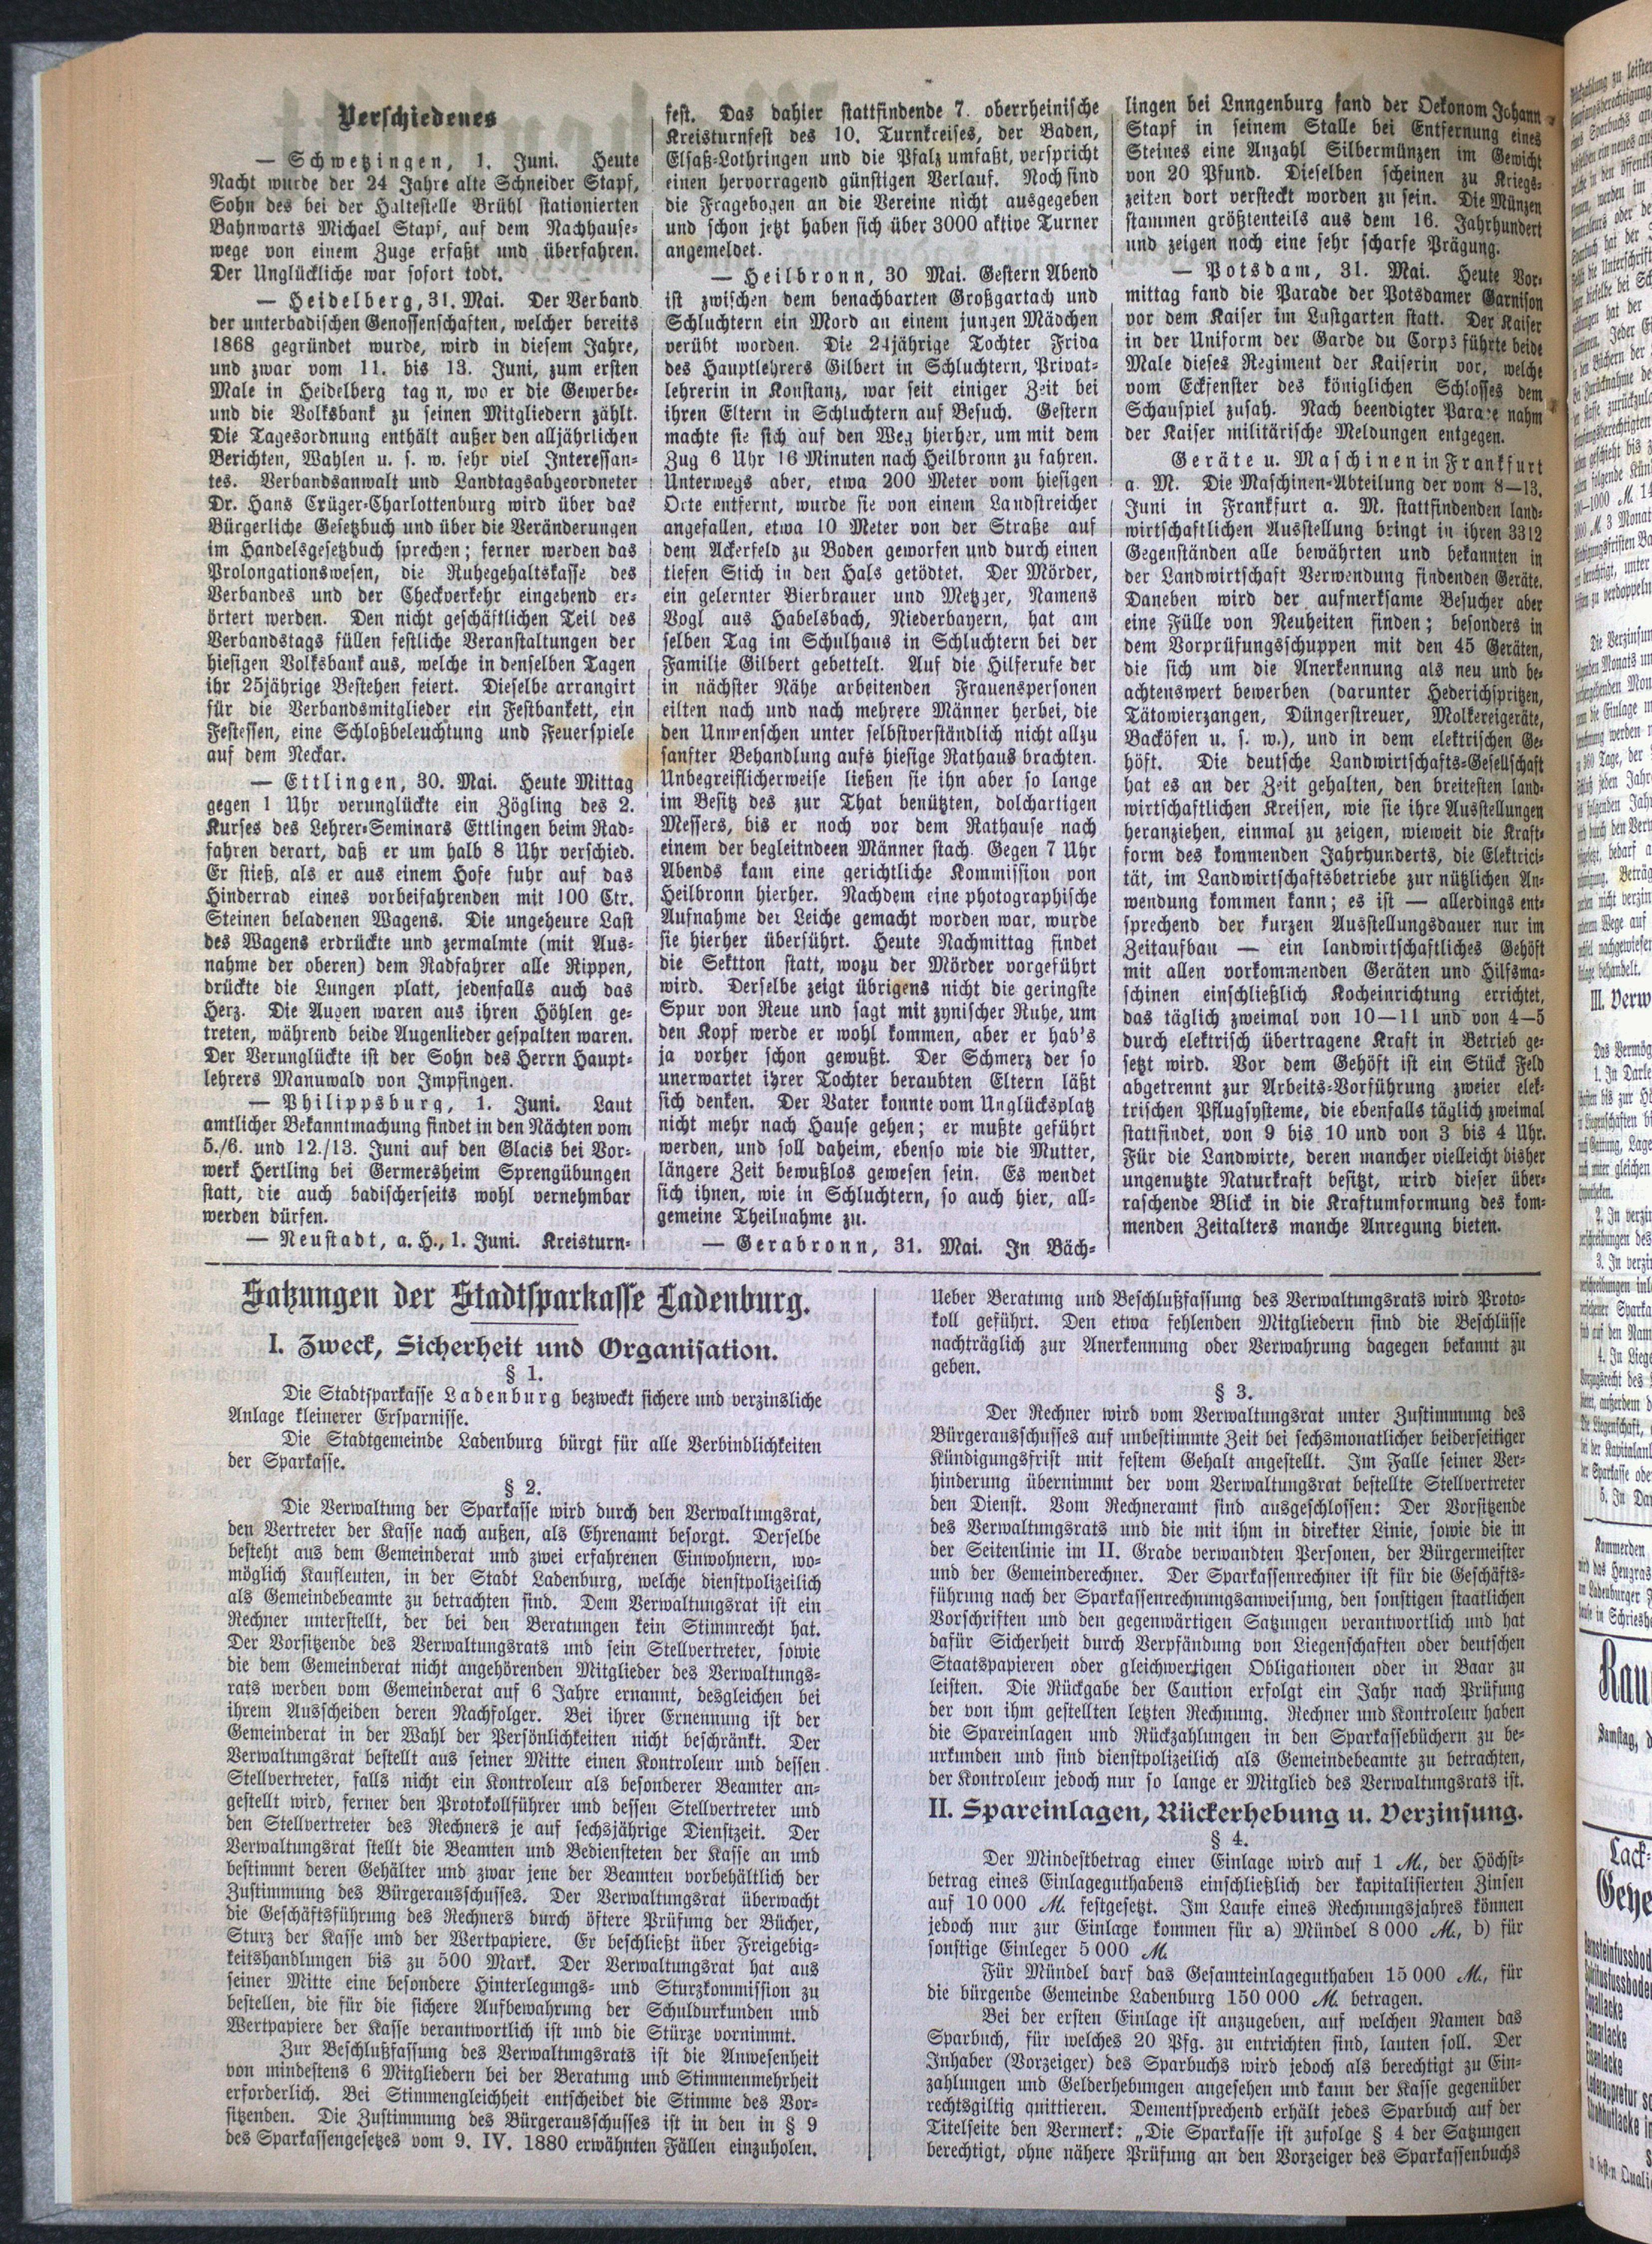 Verschiedenes
— Schwetzingen, 1. Juni. Heute
Nacht wurde der 24 Jahre alte Schneider Stapf,
Sohn des bei der Haltestelle Brühl stationierten
Bahnwarts Michael Stapf, auf dem Nachhause-
wege von einem Zuge erfaßt und überfahren.
Der Unglückliche war sofort todt.
— Heidelberg, 31. Mai. Der Verband
der unterbadischen Genossenschaften, welcher bereits
1868 gegründet wurde, wird in diesem Jahre,
und zwar vom 11. bis 13. Juni, zum ersten
Male in Heidelberg tag n, wo er die Gewerbe-
und die Volksbank zu seinen Mitgliedern zählt.
Die Tagesordnung enthält außer den alljährlichen
Berichten, Wahlen u. s. w. sehr viel Interessan-
tes. Verbandsanwalt und Landtagsabgeordneter
Dr. Hans Crüger-Charlottenburg wird über das
Bürgerliche Gesetzbuch und über die Veränderungen
im Handelsgesetzbuch sprechen; ferner werden das
Prolongationswesen, die Ruhegehaltskasse des
Verbandes und der Checkverkehr eingehend er-
örtert werden. Den nicht geschäftlichen Teil des
Verbandstags füllen festliche Veranstaltungen der
hiesigen Volksbank aus, welche in denselben Tagen
ihr 25jährige Bestehen feiert. Dieselbe arrangirt
für die Verbandsmitglieder ein Festbankett, ein
Festessen, eine Schloßbeleuchtung und Feuerspiele
auf dem Neckar.
— Ettlingen, 30. Mai. Heute Mittag
gegen 1 Uhr verunglückte ein Zögling des 2.
Kurses des Lehrer-Seminars Ettlingen beim Rad-
fahren derart, daß er um halb 8 Uhr verschied.
Er stieß, als er aus einem Hofe fuhr auf das
Hinderrad eines vorbeifahrenden mit 100 Ctr.
Steinen beladenen Wagens. Die ungeheure Last
des Wagens erdrückte und zermalmte (mit Aus-
nahme der oberen) dem Radfahrer alle Rippen,
drückte die Lungen platt, jedenfalls auch das
Herz. Die Augen waren aus ihren Höhlen ge-
treten, während beide Augenlieder gespalten waren.
Der Verunglückte ist der Sohn des Herrn Haupt-
lehrers Manuwald von Impfingen.
— Philippsburg, 1. Juni. Laut
amtlicher Bekanntmachung findet in den Nächten vom
5./6. und 12./13. Juni auf den Glacis bei Vor-
werk Hertling bei Germersheim Sprengübungen
statt, die auch badischerseits wohl vernehmbar
werden dürfen.
— Neustadt, a. H., 1. Juni. Kreisturn-
fest. Das dahier stattfindende 7. oberrheinische
Kreisturnfest des 10. Turnkreises, der Baden,
Elsaß-Lothringen und die Pfalz umfaßt, verspricht
einen hervorragend günstigen Verlauf. Noch sind
die Fragebogen an die Vereine nicht ausgegeben
und schon jetzt haben sich über 3000 aktive Turner
angemeldet.
— Heilbronn, 30 Mai. Gestern Abend
ist zwischen dem benachbarten Großgartach und
Schluchtern ein Mord an einem jungen Mädchen
verübt worden. Die 24jährige Tochter Frida
des Hauptlehrers Gilbert in Schluchtern, Privat-
lehrerin in Konstanz, war seit einiger Zeit bei
ihren Eltern in Schluchtern auf Besuch. Gestern
machte sie sich auf den Weg hierher, um mit dem
Zug 6 Uhr 16 Minuten nach Heilbronn zu fahren.
Unterwegs aber, etwa 200 Meter vom hiesigen
Orte entfernt, wurde sie von einem Landstreicher
angefallen, etwa 10 Meter von der Straße auf
dem Ackerfeld zu Boden geworfen und durch einen
tiefen Stich in den Hals getödtet. Der Mörder,
ein gelernter Bierbrauer und Metzger, Namens
Vogl aus Habelsbach, Niederbayern, hat am
selben Tag im Schulhaus in Schluchtern bei der
Familie Gilbert gebettelt. Auf die Hilferufe der
in nächster Nähe arbeitenden Frauenspersonen
eilten nach und nach mehrere Männer herbei, die
den Unmenschen unter selbstverständlich nicht allzu
sanfter Behandlung aufs hiesige Rathaus brachten.
Unbegreiflicherweise ließen sie ihn aber so lange
im Besitz des zur That benützten, dolchartigen
Messers, bis er noch vor dem Rathause nach
einem der begleitndeen Männer stach. Gegen 7 Uhr
Abends kam eine gerichtliche Kommission von
Heilbronn hierher. Nachdem eine photographische
Aufnahme der Leiche gemacht worden war, wurde
sie hierher überführt. Heute Nachmittag findet
die Sektton statt, wozu der Mörder vorgeführt
wird. Derselbe zeigt übrigens nicht die geringste
Spur von Reue und sagt mit zynischer Ruhe, um
den Kopf werde er wohl kommen, aber er hab's
ja vorher schon gewußt. Der Schmerz der so
unerwartet ihrer Tochter beraubten Eltern läßt
sich denken. Der Vater konnte vom Unglücksplatz
nicht mehr nach Hause gehen; er mußte geführt
werden, und soll daheim, ebenso wie die Mutter,
längere Zeit bewußlos gewesen sein. Es wendet
sich ihnen, wie in Schluchtern, so auch hier, all-
gemeine Theilnahme zu.
— Gerabronn, 31. Mai. In Bäch-
lingen bei Lnngenburg fand der Oekonom Johann
Stapf in seinem Stalle bei Entfernung eines
Steines eine Anzahl Silbermünzen im Gewicht
von 20 Pfund. Dieselben scheinen zu Kriegs-
zeiten dort versteckt worden zu sein. Die Münzen
stammen größtenteils aus dem 16. Jahrhundert
und zeigen noch eine sehr scharfe Prägung.
— Potsdam, 31. Mai. Heute Vor-
mittag fand die Parade der Potsdamer Garnison
vor dem Kaiser im Lustgarten statt. Der Kaiser
in der Uniform der Garde du Corps führte beide
Male dieses Regiment der Kaiserin vor, welche
vom Eckfenster des königlichen Schlosses dem
Schauspiel zusah. Nach beendigter Parade nahm
der Kaiser militärische Meldungen entgegen.
Geräte u. Maschinen in Frankfurt
a. M. Die Maschinen-Abteilung der vom 8—13.
Juni in Frankfurt a. M. stattfindenden land-
wirtschaftlichen Ausstellung bringt in ihren 3312
Gegenständen alle bewährten und bekannten in
der Landwirtschaft Verwendung findenden Geräte.
Daneben wird der aufmerksame Besucher aber
eine Fülle von Neuheiten finden; besonders in
dem Vorprüfungsschuppen mit den 45 Geräten,
die sich um die Anerkennung als neu und be-
achtenswert bewerben (darunter Hederichspritzen,
Tätowierzangen, Düngerstreuer, Molkereigeräte,
Backöfen u. s. w.), und in dem elektrischen Ge-
höft. Die deutsche Landwirtschafts-Gesellschaft
hat es an der Zeit gehalten, den breitesten land-
wirtschaftlichen Kreisen, wie sie ihre Ausstellungen
heranziehen, einmal zu zeigen, wieweit die Kraft-
form des kommenden Jahrhunderts, die Elektrici-
tät, im Landwirtschaftsbetriebe zur nützlichen An-
wendung kommen kann; es ist — allerdings ent-
sprechend der kurzen Ausstellungsdauer nur im
Zeitaufbau — ein landwirtschaftliches Gehöft
mit allen vorkommenden Geräten und Hilfsma-
schinen einschließlich Kocheinrichtung errichtet,
das täglich zweimal von 10—11 und von 4—5
durch elektrisch übertragene Kraft in Betrieb ge-
setzt wird. Vor dem Gehöft ist ein Stück Feld
abgetrennt zur Arbeits-Vorführung zweier elek-
trischen Pflugsysteme, die ebenfalls täglich zweimal
stattfindet, von 9 bis 10 und von 3 bis 4 Uhr.
Für die Landwirte, deren mancher vielleicht bisher
ungenutzte Naturkraft besitzt, wird dieser über-
raschende Blick in die Kraftumformung des kom-
menden Zeitalters manche Anregung bieten.
Satzungen der Stadtsparkasse Ladenburg.
I. Zweck, Sicherheit und Organisation.
§ 1.
Die Stadtsparkasse Ladenburg bezweckt sichere und verzinsliche
Anlage kleinerer Ersparnisse.
Die Stadtgemeinde Ladenburg bürgt für alle Verbindlichkeiten
der Sparkasse.
§ 2.
Die Verwaltung der Sparkasse wird durch den Verwaltungsrat,
den Vertreter der Kasse nach außen, als Ehrenamt besorgt. Derselbe
besteht aus dem Gemeinderat und zwei erfahrenen Einwohnern, wo-
möglich Kaufleuten, in der Stadt Ladenburg, welche dienstpolizeilich
als Gemeindebeamte zu betrachten sind. Dem Verwaltungsrat ist ein
Rechner unterstellt, der bei den Beratungen kein Stimmrecht hat.
Der Vorsitzende des Verwaltungsrats und sein Stellvertreter, sowie
die dem Gemeinderat nicht angehörenden Mitglieder des Verwaltungs-
rats werden vom Gemeinderat auf 6 Jahre ernannt, desgleichen bei
ihrem Ausscheiden deren Nachfolger. Bei ihrer Ernennung ist der
Gemeinderat in der Wahl der Persönlichkeiten nicht beschränkt. Der
Verwaltungsrat bestellt aus seiner Mitte einen Kontroleur und dessen
Stellvertreter, falls nicht ein Kontroleur als besonderer Beamter an-
gestellt wird, ferner den Protokollführer und dessen Stellvertreter und
den Stellvertreter des Rechners je auf sechsjährige Dienstzeit. Der
Verwaltungsrat stellt die Beamten und Bediensteten der Kasse an und
bestimmt deren Gehälter und zwar jene der Beamten vorbehältlich der
Zustimmung des Bürgerausschusses. Der Verwaltungsrat überwacht
die Geschäftsführung des Rechners durch öftere Prüfung der Bücher,
Sturz der Kasse und der Wertpapiere. Er beschließt über Freigebig-
keitshandlungen bis zu 500 Mark. Der Verwaltungsrat hat aus
seiner Mitte eine besondere Hinterlegungs- und Sturzkommission zu
bestellen, die für die sichere Aufbewahrung der Schuldurkunden und
Wertpapiere der Kasse verantwortlich ist und die Stürze vornimmt.
Zur Beschlußfassung des Verwaltungsrats ist die Anwesenheit
von mindestens 6 Mitgliedern bei der Beratung und Stimmenmehrheit
erforderlich. Bei Stimmengleichheit entscheidet die Stimme des Vor-
sitzenden. Die Zustimmung des Bürgerausschusses ist in den in § 9
des Sparkassengesetzes vom 9. IV. 1880 erwähnten Fällen einzuholen.
Ueber Beratung und Beschlußfassung des Verwaltungsrats wird Proto-
koll geführt. Den etwa fehlenden Mitgliedern sind die Beschlüsse
nachträglich zur Anerkennung oder Verwahrung dagegen bekannt zu
geben.
§ 3.
Der Rechner wird vom Verwaltungsrat unter Zustimmung des
Bürgerausschusses auf unbestimmte Zeit bei sechsmonatlicher beiderseitiger
Kündigungsfrist mit festem Gehalt angestellt. Im Falle seiner Ver-
hinderung übernimmt der vom Verwaltungsrat bestellte Stellvertreter
den Dienst. Vom Rechneramt sind ausgeschlossen: Der Vorsitzende
des Verwaltungsrats und die mit ihm in direkter Linie, sowie die in
der Seitenlinie im II. Grade verwandten Personen, der Bürgermeister
und der Gemeinderechner. Der Sparkassenrechner ist für die Geschäfts-
führung nach der Sparkassenrechnungsanweisung, den sonstigen staatlichen
Vorschriften und den gegenwärtigen Satzungen verantwortlich und hat
dafür Sicherheit durch Verpfändung von Liegenschaften oder deutschen
Staatspapieren oder gleichwertigen Obligationen oder in Baar zu
leisten. Die Rückgabe der Caution erfolgt ein Jahr nach Prüfung
der von ihm gestellten letzten Rechnung. Rechner und Kontroleur haben
die Spareinlagen und Rückzahlungen in den Sparkassebüchern zu be-
urkunden und sind dienstpolizeilich als Gemeindebeamte zu betrachten,
der Kontroleur jedoch nur so lange er Mitglied des Verwaltungsrats ist.
II. Spareinlagen, Rückerhebung u. Verzinsung.
§ 4.
Der Mindestbetrag einer Einlage wird auf 1 M., der Höchst-
betrag eines Einlageguthabens einschließlich der kapitalisierten Zinsen
auf 10 000 M. festgesetzt. Im Laufe eines Rechnungsjahres können
jedoch nur zur Einlage kommen für a) Mündel 8 000 M., b) für
sonstige Einleger 5 000 M.
Für Mündel darf das Gesamteinlageguthaben 15 000 M., für
die bürgende Gemeinde Ladenburg 150 000 M. betragen.
Bei der ersten Einlage ist anzugeben, auf welchen Namen das
Sparbuch, für welches 20 Pfg. zu entrichten sind, lauten soll. Der
Inhaber (Vorzeiger) des Sparbuchs wird jedoch als berechtigt zu Ein-
zahlungen und Gelderhebungen angesehen und kann der Kasse gegenüber
rechtsgiltig quittieren. Dementsprechend erhält jedes Sparbuch auf der
Titelseite den Vermerk: „Die Sparkasse ist zufolge § 4 der Satzungen
berechtigt, ohne nähere Prüfung an den Vorzeiger des Sparkassenbuchs